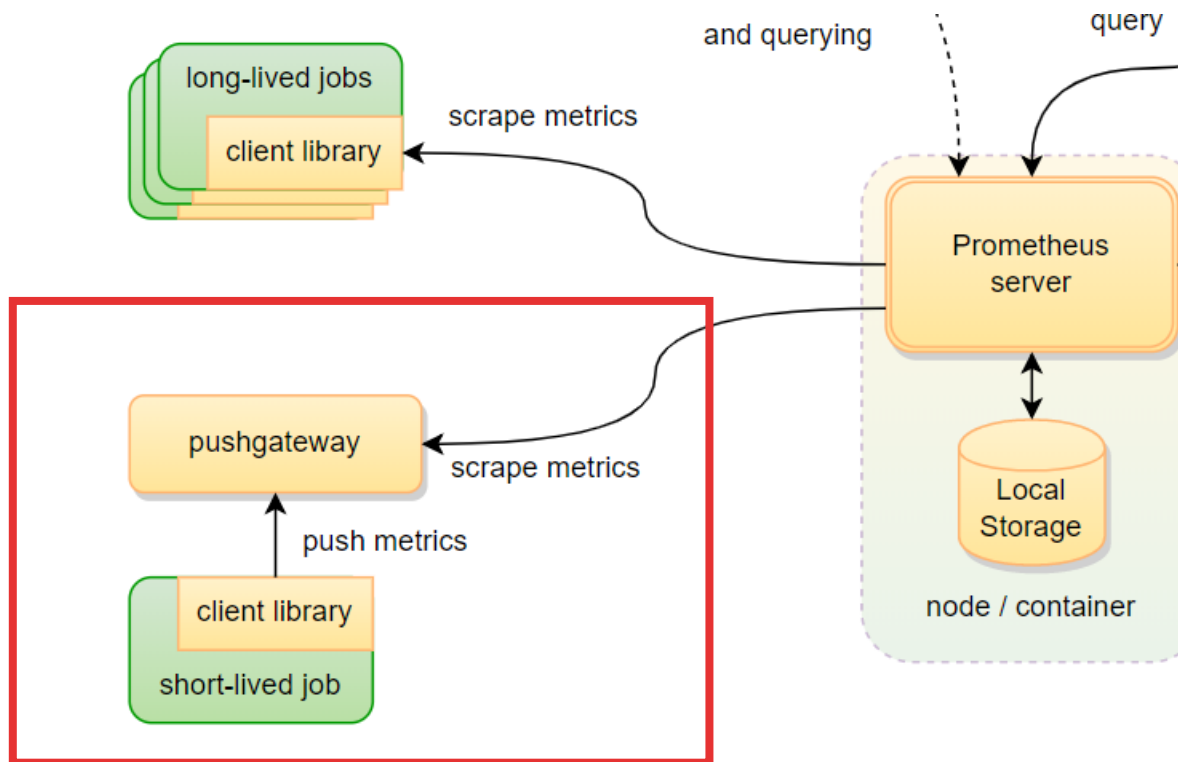 and querying
query
long-lived jobs
client library
scrape metrics
Prometheus
server
pushgateway
scrape metrics
Local
Storage
push metrics
client library
node / container
short-lived job